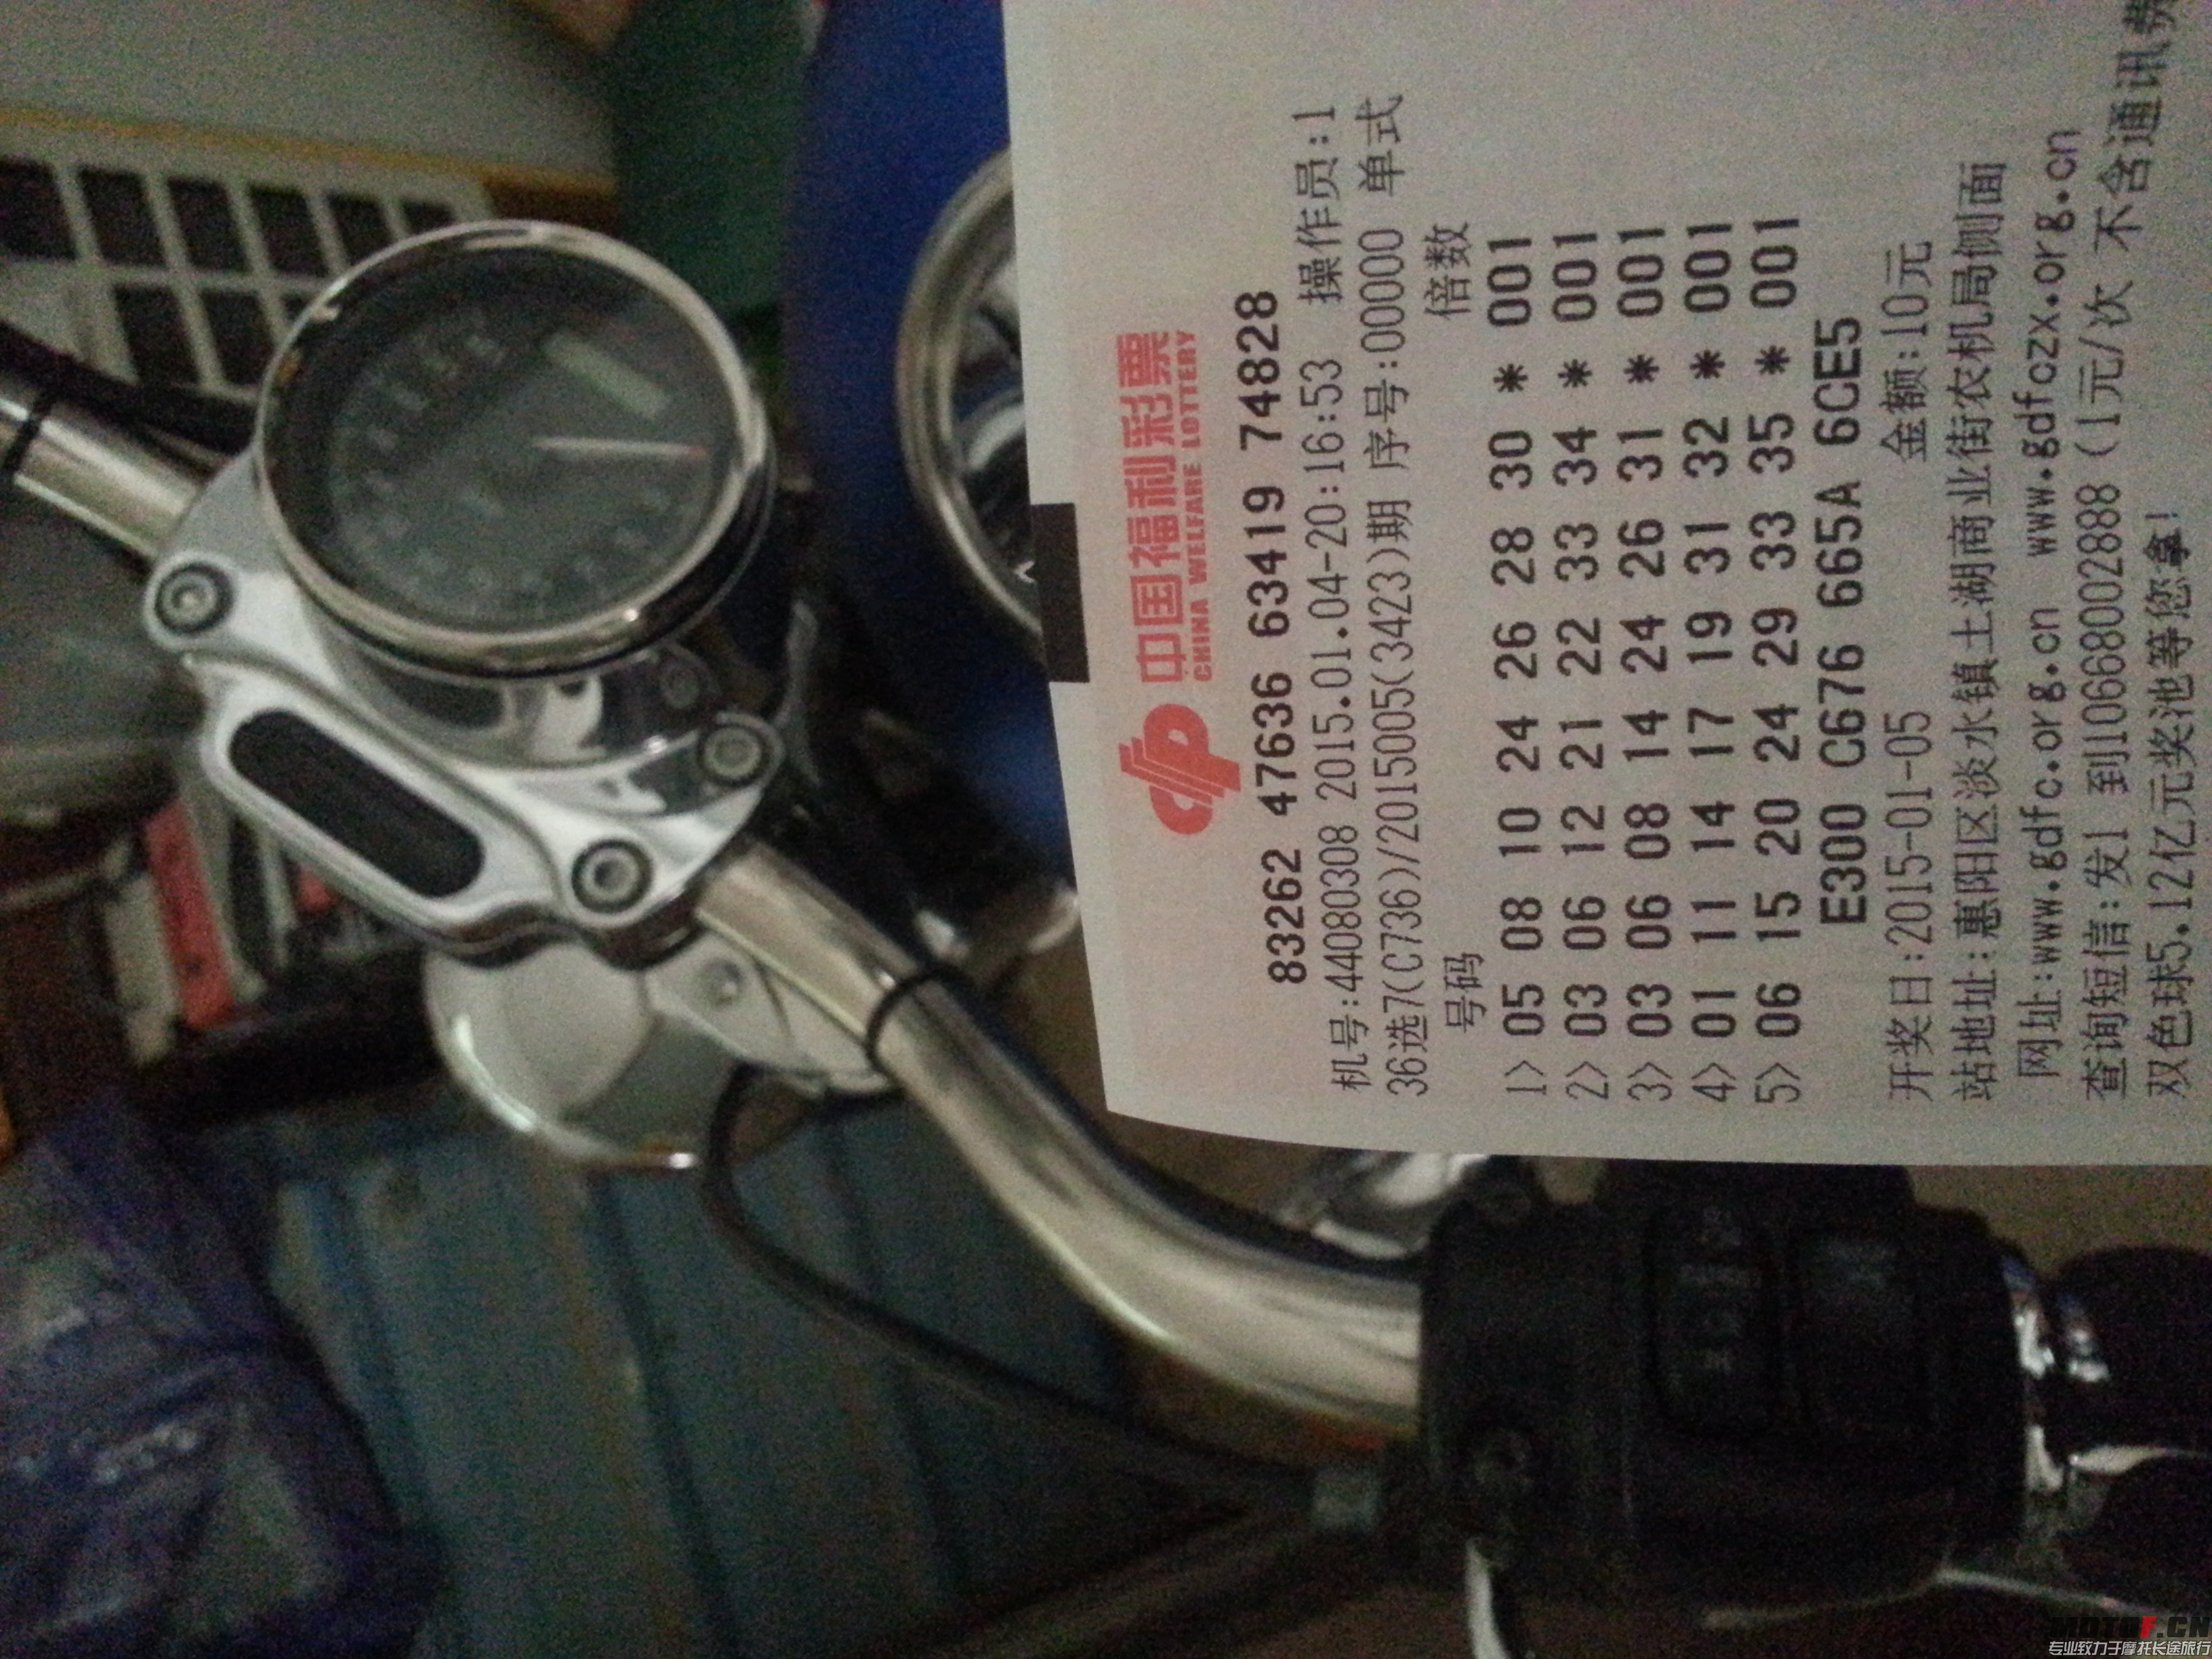 中国福利彩票
CHINA WELFARE LOTTERY
83262 47636 63419 74828
机号:44080308 2015.01.04-20:16:53 操作员:1
36选7(C736)/2015005(3423)期 序号:000000 单式
号码 倍数
1> 05 08 10 24 26 28 30 * 001
2> 03 06 12 21 22 33 34 * 001
3> 03 06 08 14 24 26 31 * 001
4> 01 11 14 17 19 31 32 * 001
5> 06 15 20 24 29 33 35 * 001
E300 C676 665A 6CE5
开奖日:2015-01-05 金额:10元
站地址:惠阳区淡水镇土湖商业街农机局侧面
网址:www.gdfc.org.cn www.gdfczx.org.cn
查询短信:发1 到106680028888(1元/次 不含通讯费
双色球5.12亿元奖池等您拿!
MOTOF.CN
专业致力于摩托长途旅行